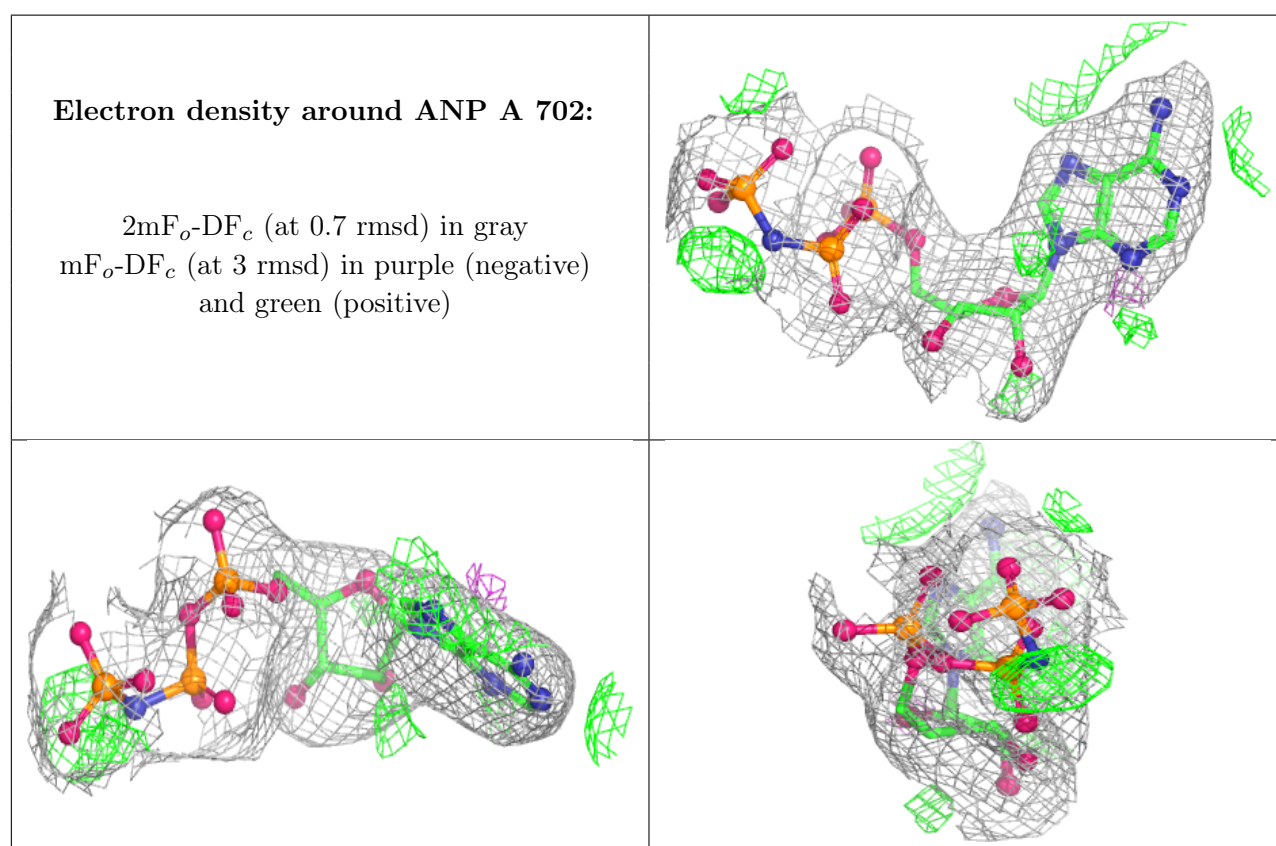 Electron density around ANP A 702:
2mFo-DFc (at 0.7 rmsd) in gray
mFo-DFc (at 3 rmsd) in purple (negative)
and green (positive)